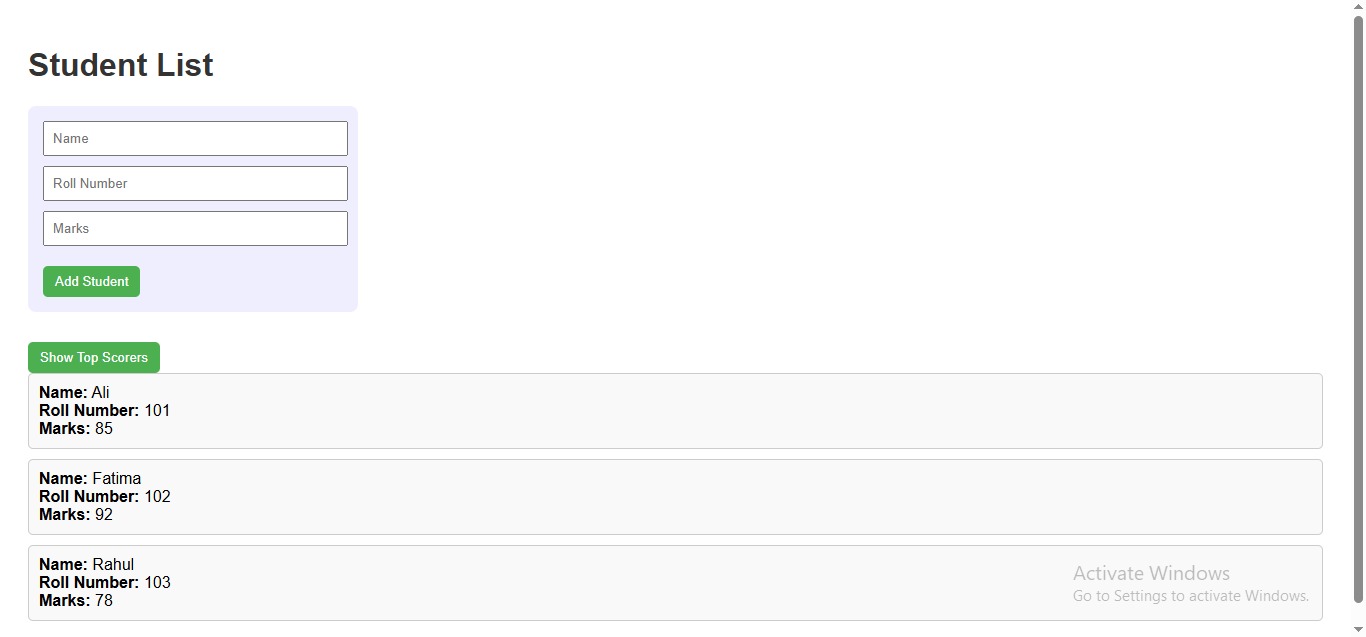 Student List
Name
Roll Number
Marks
Add Student
Show Top Scorers
Name: Ali
Roll Number: 101
Marks: 85
Name: Fatima
Roll Number: 102
Marks: 92
Name: Rahul
Roll Number: 103
Marks: 78
Activate Windows
Go to Settings to activate Windows.